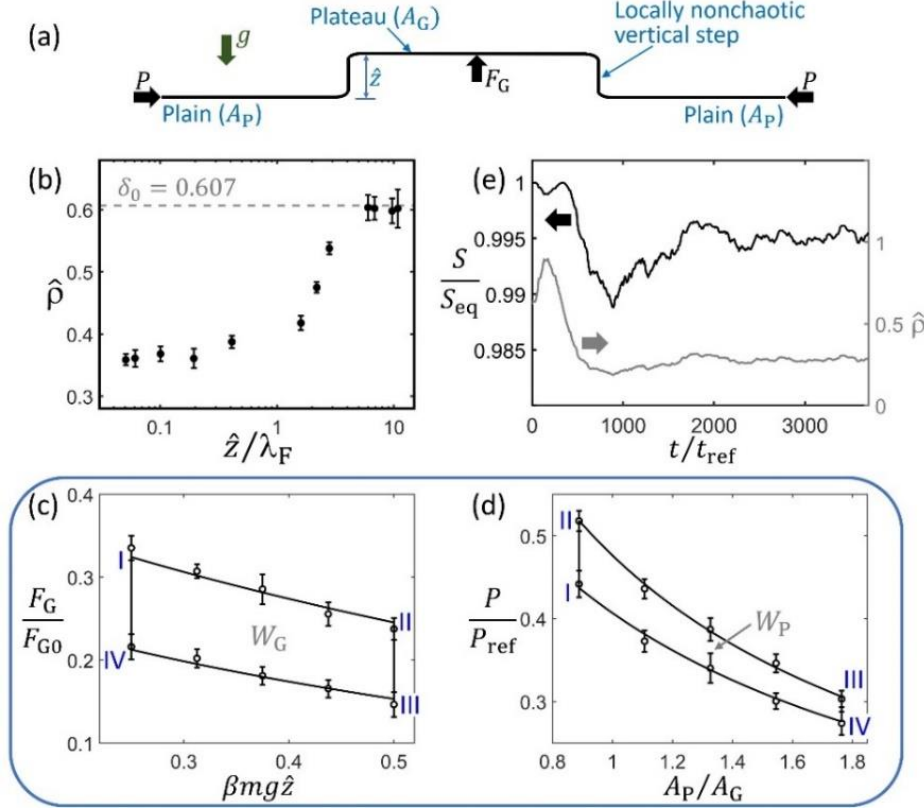 (a)
g
Plateau (A_G)
Locally nonchaotic
vertical step
ẑ
F_G
P
P
Plain (A_P)
Plain (A_P)
(b)
δ₀ = 0.607
0.6
0.5
0.4
0.3
ρ̂
0.1
1
10
ẑ/λ_F
(e)
1
0.995
0.99
0.985
S
S_eq
1
0.5
0
ρ̂
0
1000
2000
3000
t/t_ref
(c)
0.4
0.3
0.2
0.1
F_G
F_G0
I
II
III
IV
W_G
0.3
0.4
0.5
βmgẑ
(d)
0.5
0.4
0.3
P
P_ref
II
I
III
IV
W_P
0.8
1
1.2
1.4
1.6
1.8
A_P/A_G